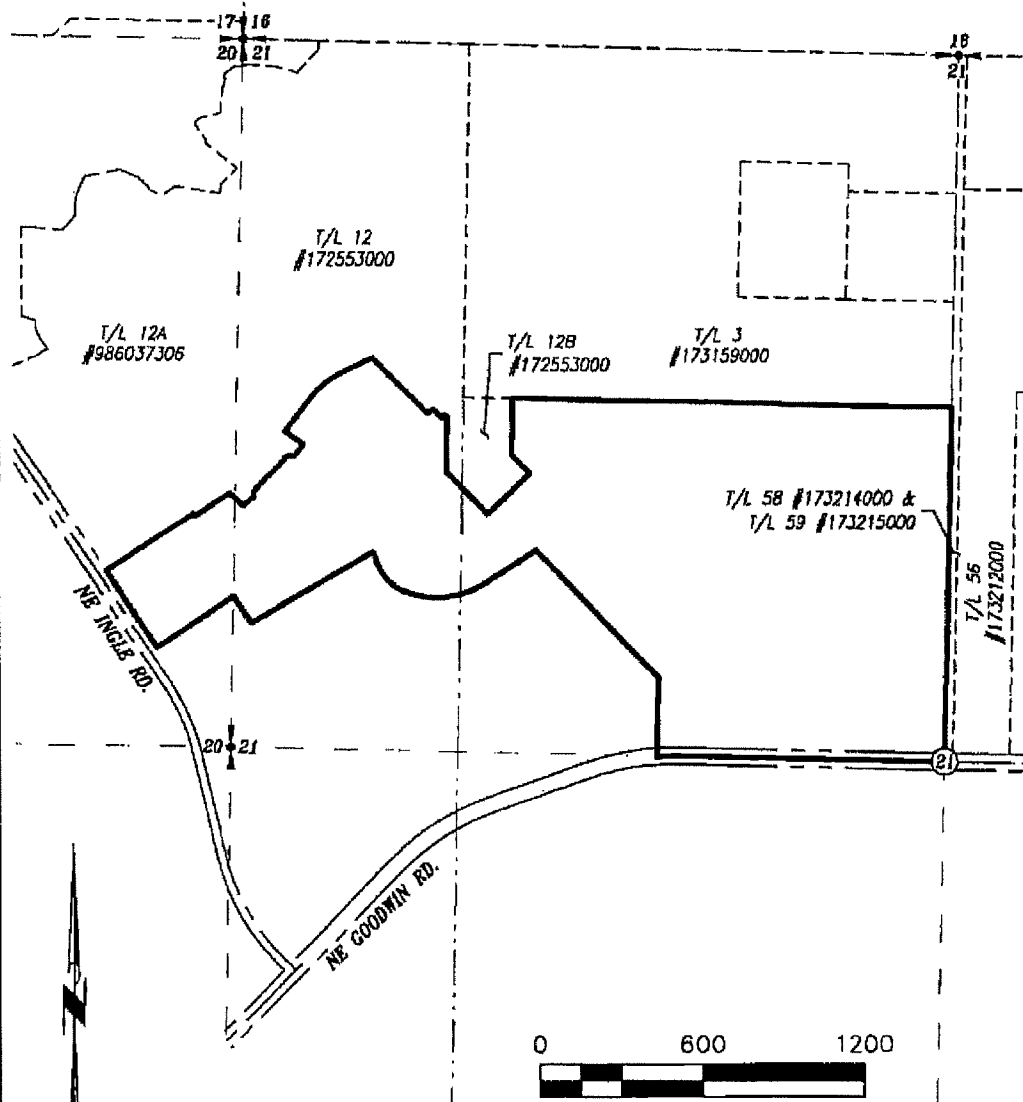 17 16
20 21
16
21
T/L 12
#172553000
T/L 12A
#986037306
T/L 12B
#172553000
T/L 3
#173159000
T/L 58 #173214000 &
T/L 59 #173215000
T/L 56
#173212000
NE INGLE RD.
20 21
21
NE GOODWIN RD.
0 600 1200